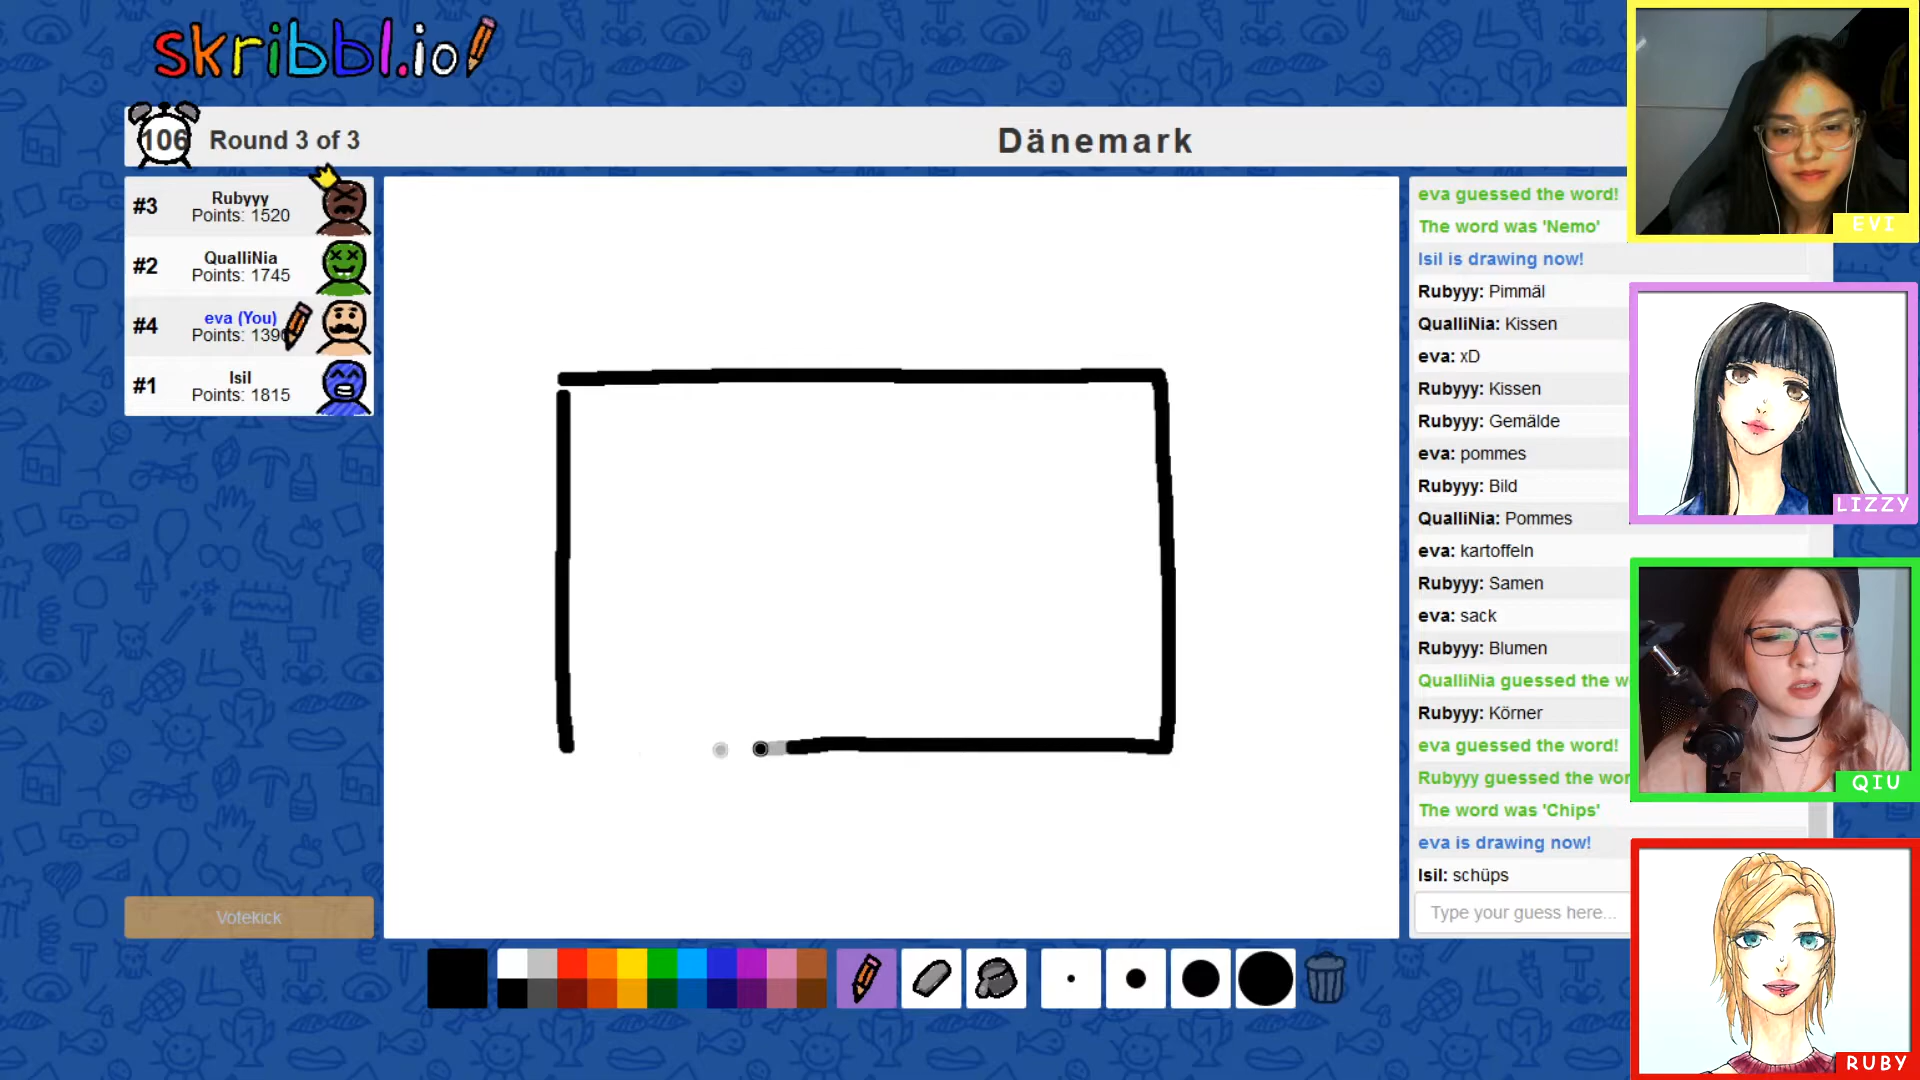 skribbl.io
106
Round 3 of 3
Dänemark
#3
Rubyyy
Points: 1520
#2
QualliNia
Points: 1745
#4
eva (You)
Points: 1390
#1
Isil
Points: 1815
Votekick
eva guessed the word!
The word was 'Nemo'
Isil is drawing now!
Rubyyy: Pimmäl
QualliNia: Kissen
eva: xD
Rubyyy: Kissen
Rubyyy: Gemälde
eva: pommes
Rubyyy: Bild
QualliNia: Pommes
eva: kartoffeln
Rubyyy: Samen
eva: sack
Rubyyy: Blumen
QualliNia guessed the w
Rubyyy: Körner
eva guessed the word!
Rubyyy guessed the wor
The word was 'Chips'
eva is drawing now!
Isil: schüps
Type your guess here...
EVI
LIZZY
QIU
RUBY